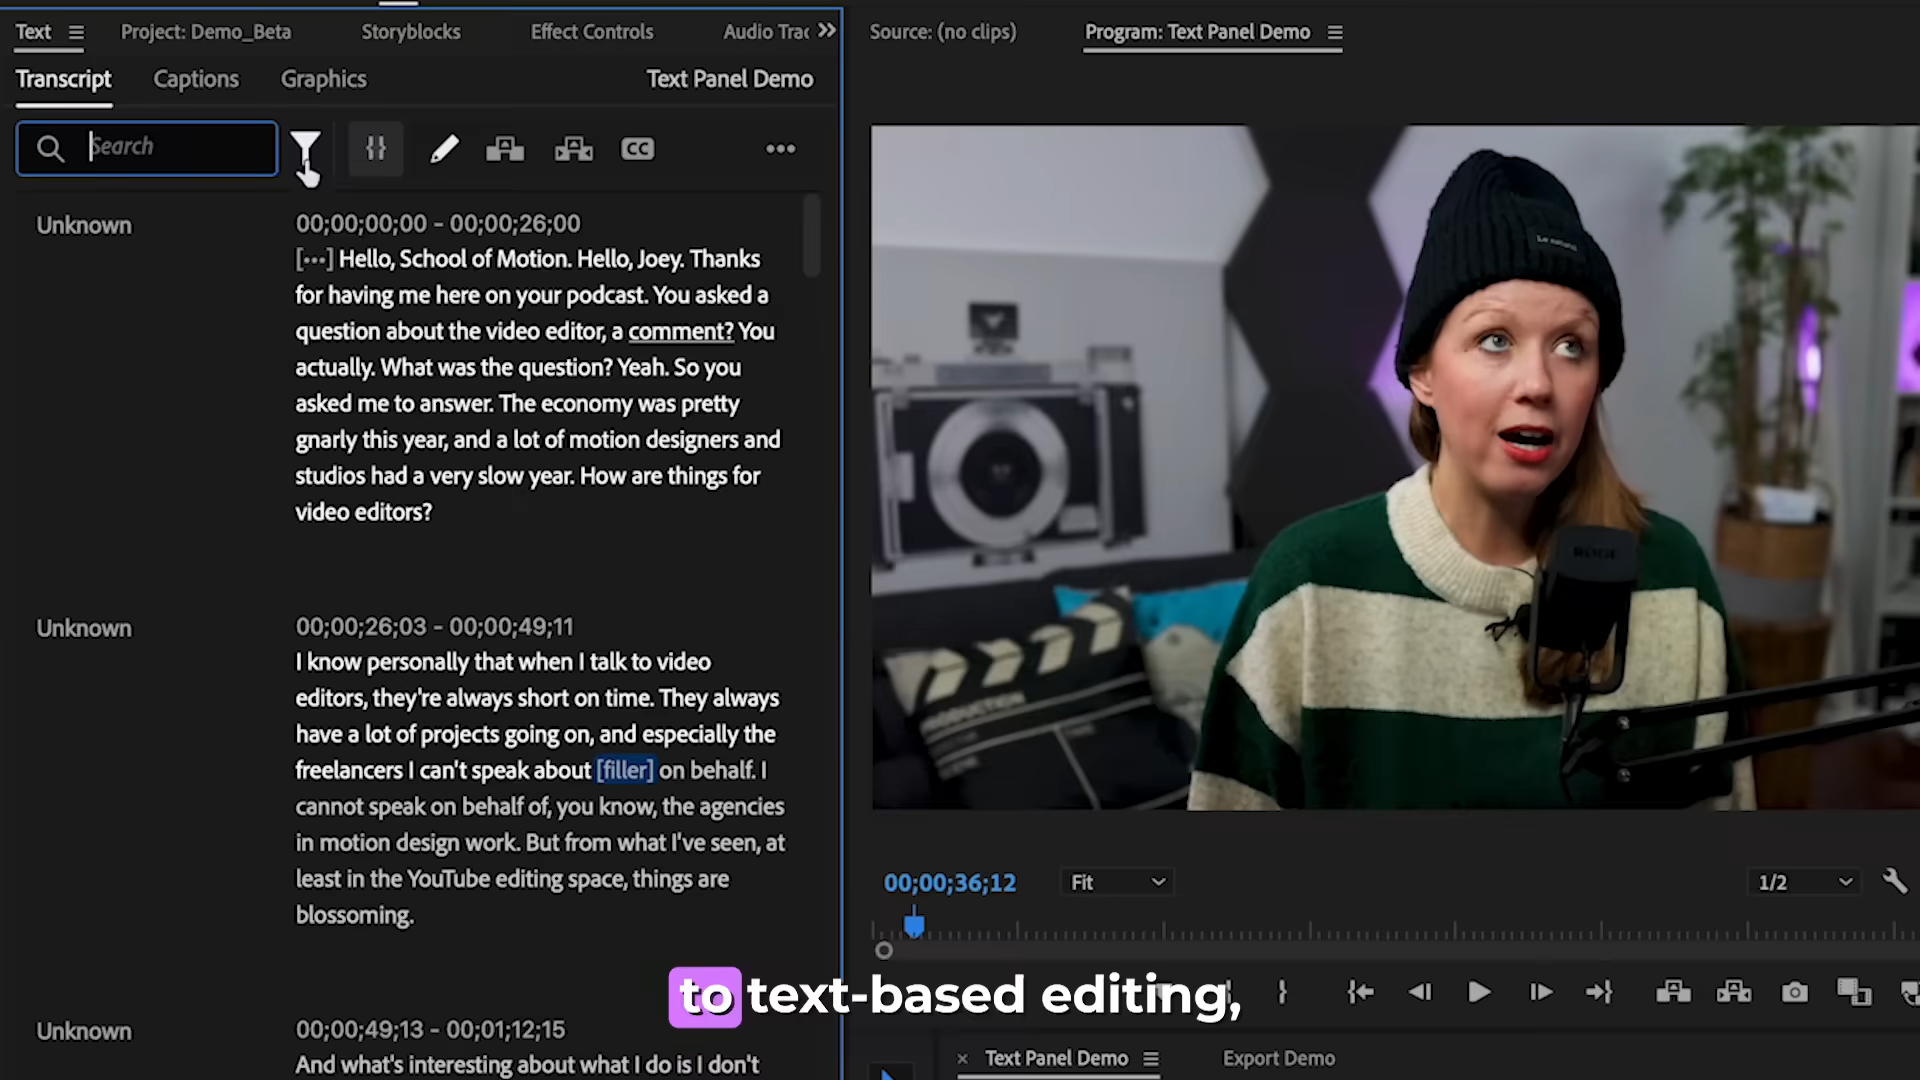 Text
Project: Demo_Beta
Storyblocks
Effect Controls
Audio Trac
Source: (no clips)
Program: Text Panel Demo
Transcript
Captions
Graphics
Text Panel Demo
Search
CC
Unknown
00;00;00;00 - 00;00;26;00
[...] Hello, School of Motion. Hello, Joey. Thanks
for having me here on your podcast. You asked a
question about the video editor, a comment? You
actually. What was the question? Yeah. So you
asked me to answer. The economy was pretty
gnarly this year, and a lot of motion designers and
studios had a very slow year. How are things for
video editors?
Unknown
00;00;26;03 - 00;00;49;11
I know personally that when I talk to video
editors, they're always short on time. They always
have a lot of projects going on, and especially the
freelancers I can't speak about [filler] on behalf. I
cannot speak on behalf of, you know, the agencies
in motion design work. But from what I've seen, at
least in the YouTube editing space, things are
blossoming.
Unknown
00;00;49;13 - 00;01;12;15
And what's interesting about what I do is I don't
RODE
PRODUCTION
00;00;36;12
Fit
1/2
to text-based editing,
Text Panel Demo
Export Demo